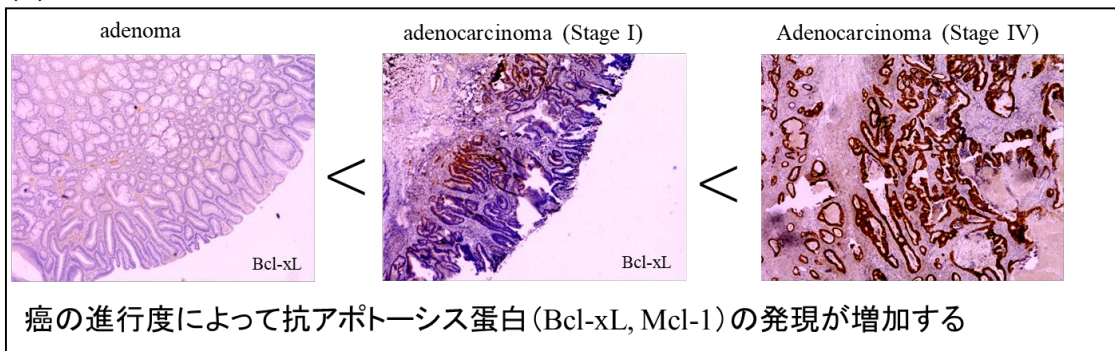 adenoma
adenocarcinoma (Stage I)
Adenocarcinoma (Stage IV)
<
<
Bcl-xL
Bcl-xL
癌の進行度によって抗アポトーシス蛋白(Bcl-xL, Mcl-1)の発現が増加する